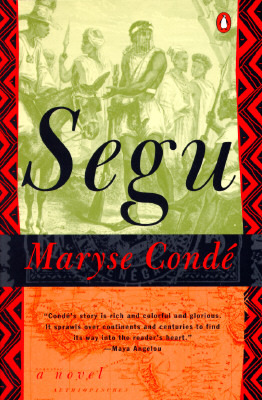 Segu
Maryse Condé
"Condé's story is rich and colorful and glorious.
It sprawls over continents and centuries to find
its way into the reader's heart."
—Maya Angelou
a novel